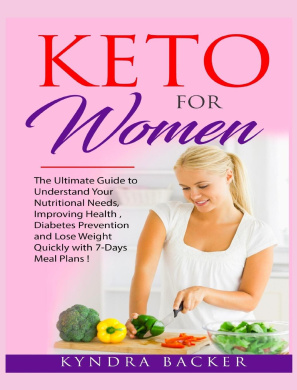 KETO
FOR
Women
The Ultimate Guide to
Understand Your
Nutritional Needs,
Improving Health ,
Diabetes Prevention
and Lose Weight
Quickly with 7-Days
Meal Plans !
KYNDRA BACKER